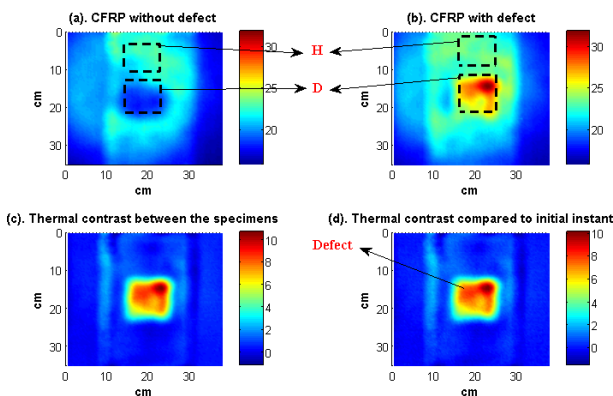 (a). CFRP without defect
(b). CFRP with defect
0
10
20
30
cm
0 10 20 30
cm
30
25
20
H
D
0
10
20
30
cm
0 10 20 30
cm
30
25
20
(c). Thermal contrast between the specimens
(d). Thermal contrast compared to initial instant
0
10
20
30
cm
0 10 20 30
cm
10
8
6
4
2
0
Defect
0
10
20
30
cm
0 10 20 30
cm
10
8
6
4
2
0